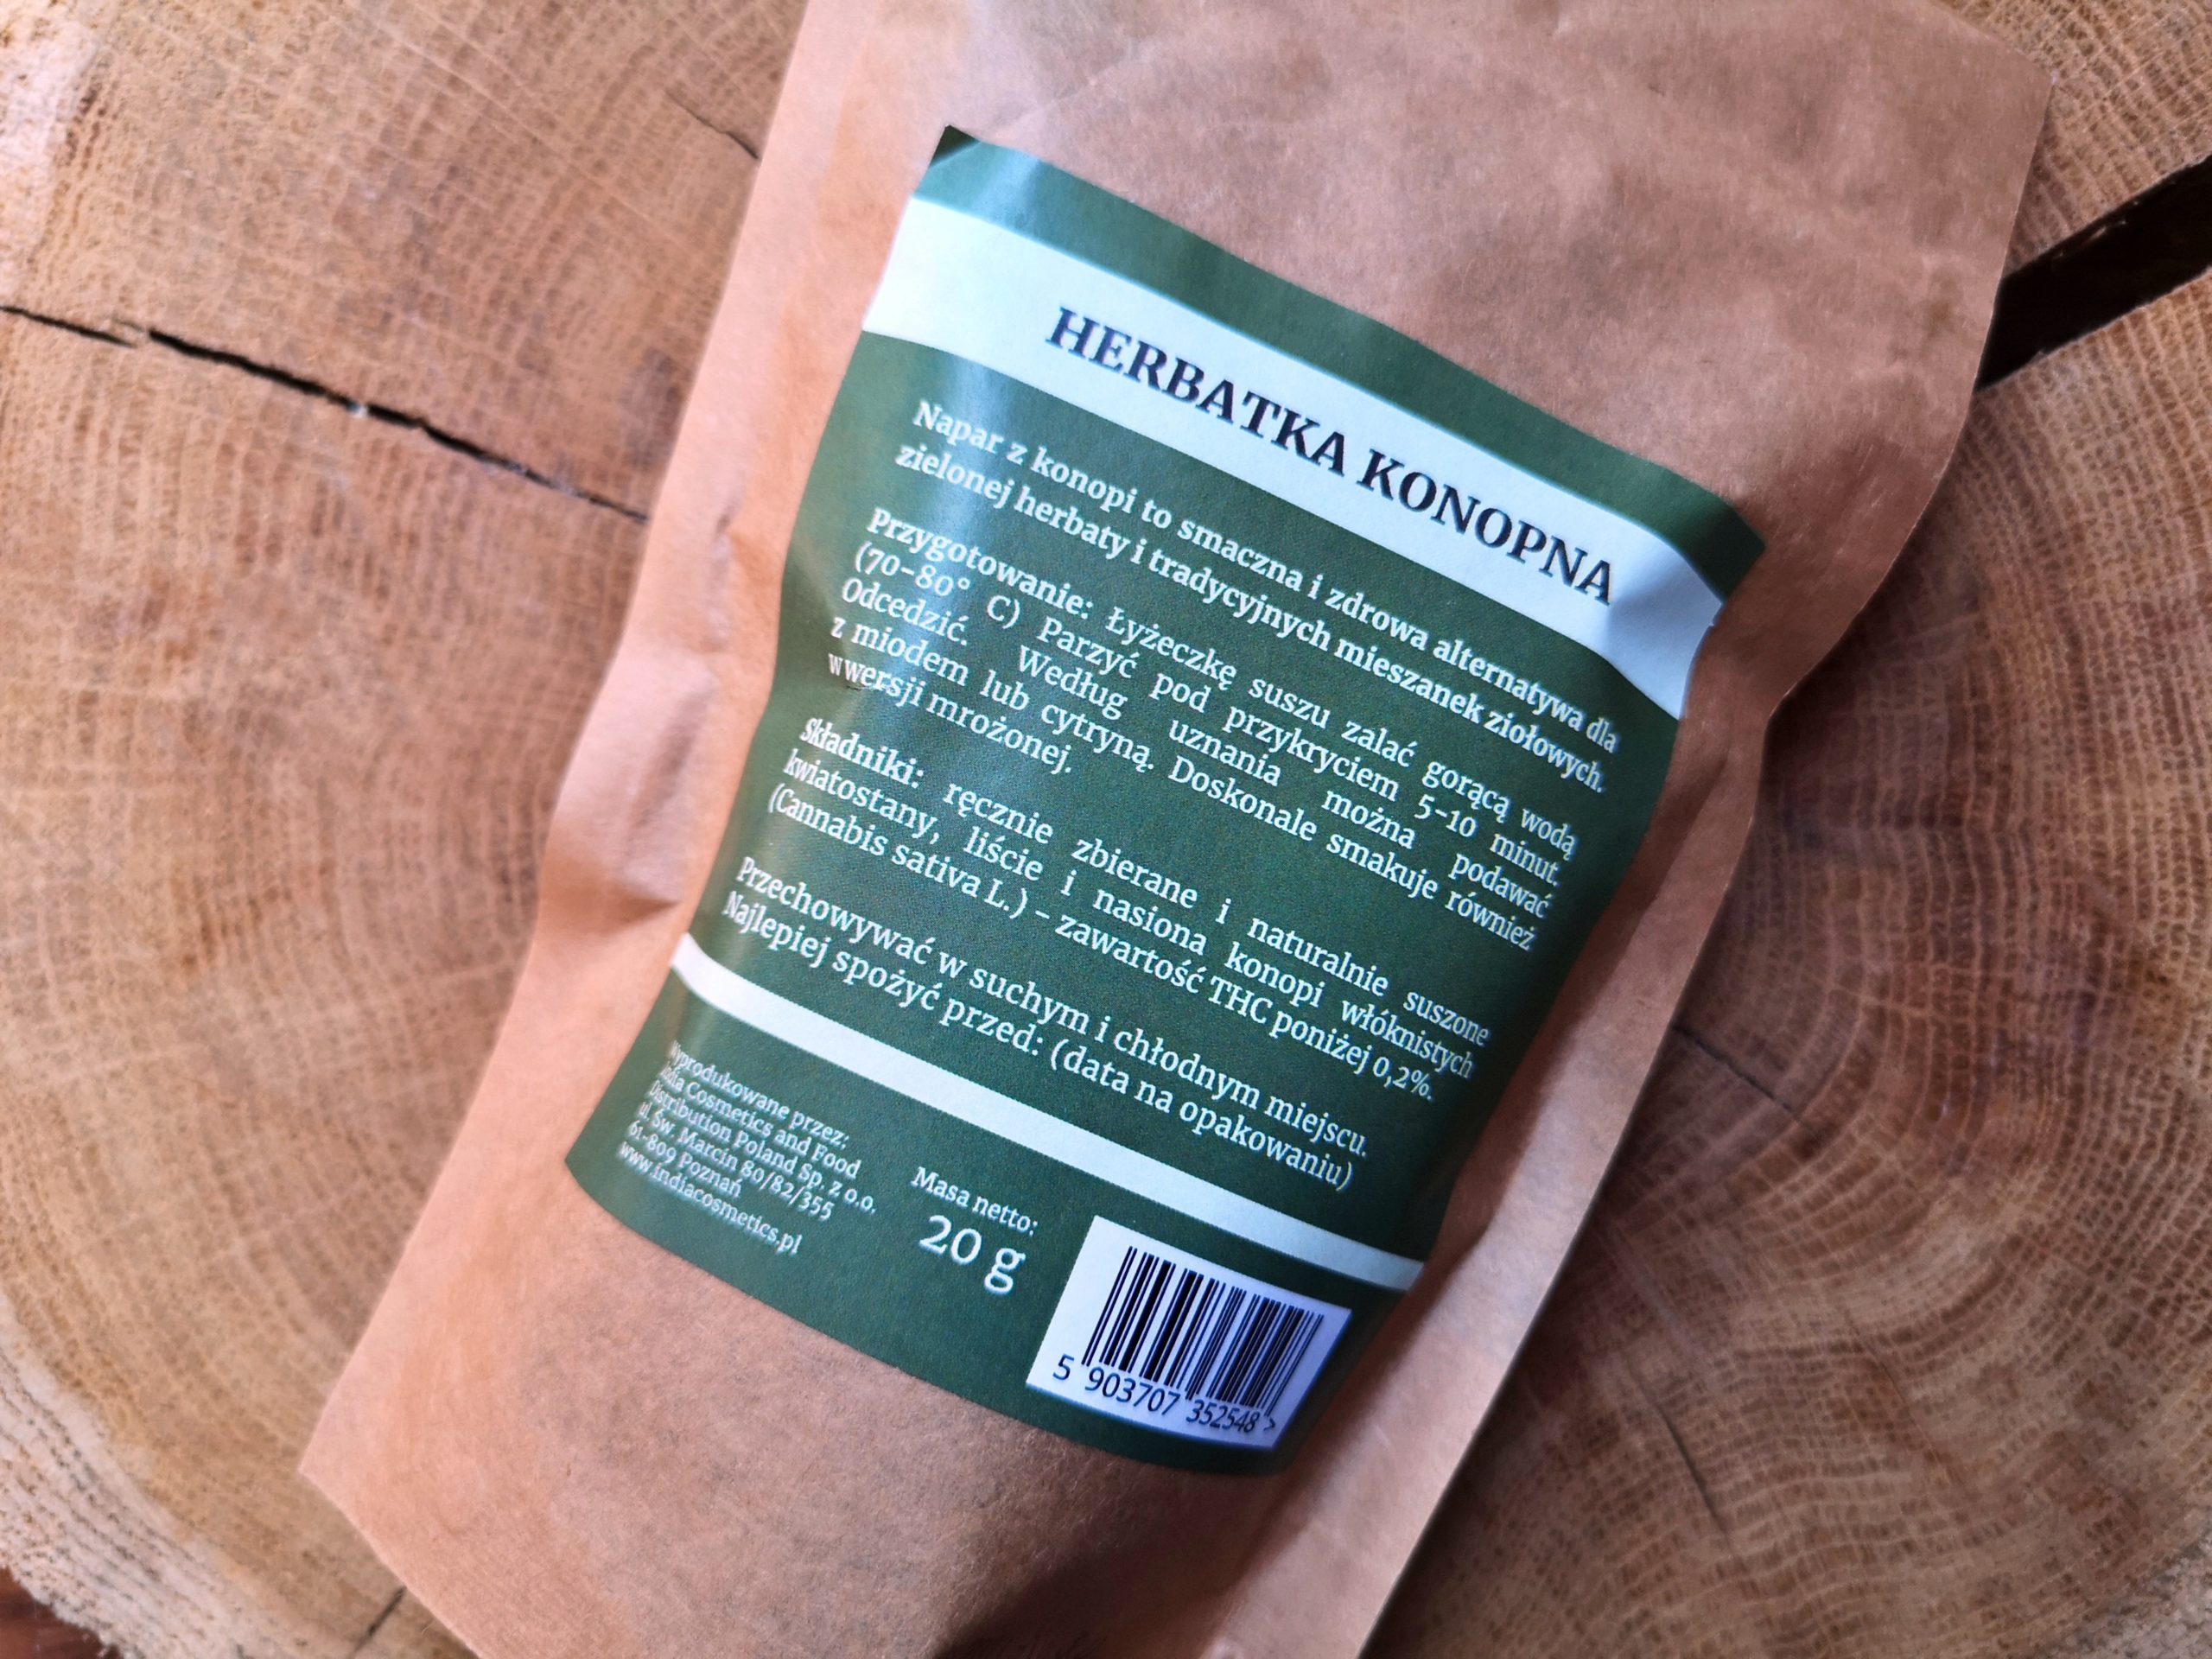 HERBATKA KONOPNA
Napar z konopi to smaczna i zdrowa alternatywa dla
zielonej herbaty i tradycyjnych mieszanek ziołowych.
Przygotowanie: Łyżeczkę suszu zalać gorącą wodą
(70-80° C) Parzyć pod przykryciem 5-10 minut.
Odcedzić. Według uznania można podawać
z miodem lub cytryną. Doskonale smakuje również
w wersji mrożonej.
Składniki: ręcznie zbierane i naturalnie suszone
kwiatostany, liście i nasiona konopi włóknistych
(Cannabis sativa L.) - zawartość THC poniżej 0,2%.
Przechowywać w suchym i chłodnym miejscu.
Najlepiej spożyć przed: (data na opakowaniu)
Wyprodukowane przez:
India Cosmetics and Food
Distribution Poland Sp. z o.o.
ul. Św. Marcin 80/82/355
61-809 Poznań
www.indiacosmetics.pl
Masa netto:
20 g
5 903707 352548 >